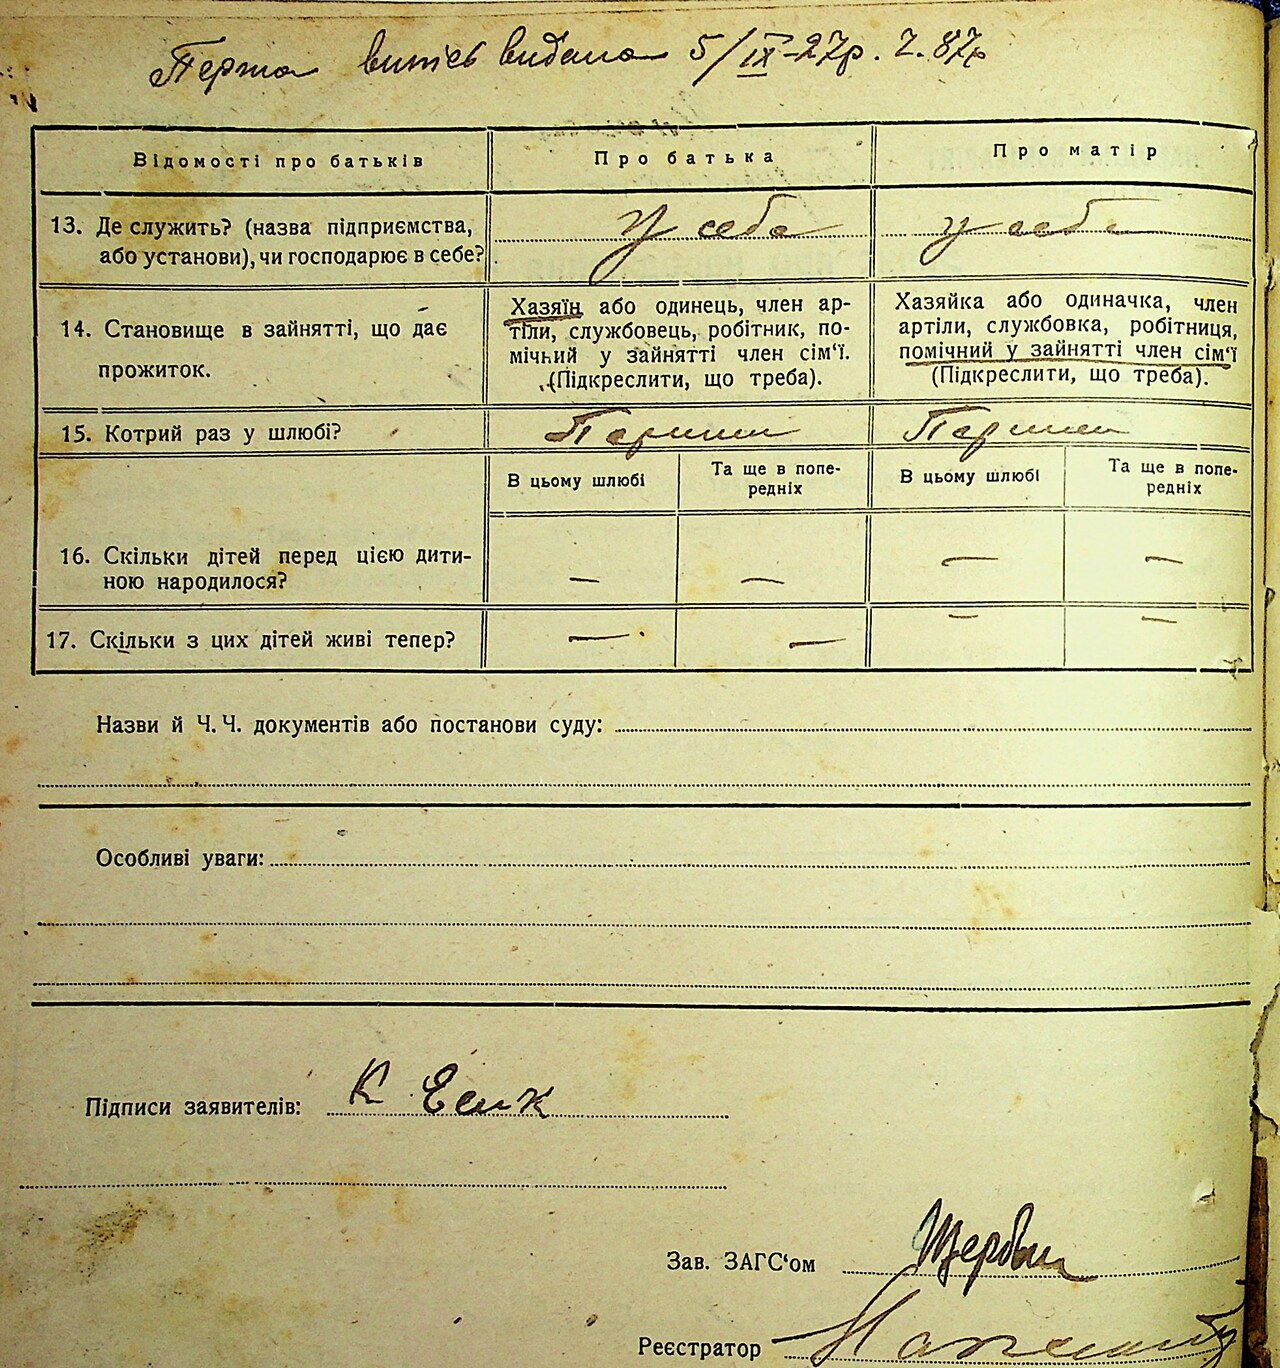 Перша витісь видана 5/IX-27р. Ч. 87р
Відомості про батьків Про батька Про матір
13. Де служить? (назва підприємства, або установи), чи господарює в себе? У себе у себе
14. Становище в зайнятті, що дає прожиток.
Хазяїн або одинець, член ар-
тіли, службовець, робітник, по-
мічний у зайнятті член сім'ї.
(Підкреслити, що треба).
Хазяйка або одиначка, член
артіли, службовка, робітниця,
помічний у зайнятті член сім'ї
(Підкреслити, що треба).
15. Котрий раз у шлюбі? Перший Перший
В цьому шлюбі Та ще в попе-
редніх В цьому шлюбі Та ще в попе-
редніх
16. Скільки дітей перед цією дити-
ною народилося? — — — —
17. Скільки з цих дітей живі тепер? — — — —
Назви й Ч. Ч. документів або постанови суду:
Особливі уваги:
Підписи заявителів: К
Зав. ЗАГС'ом
Реєстратор